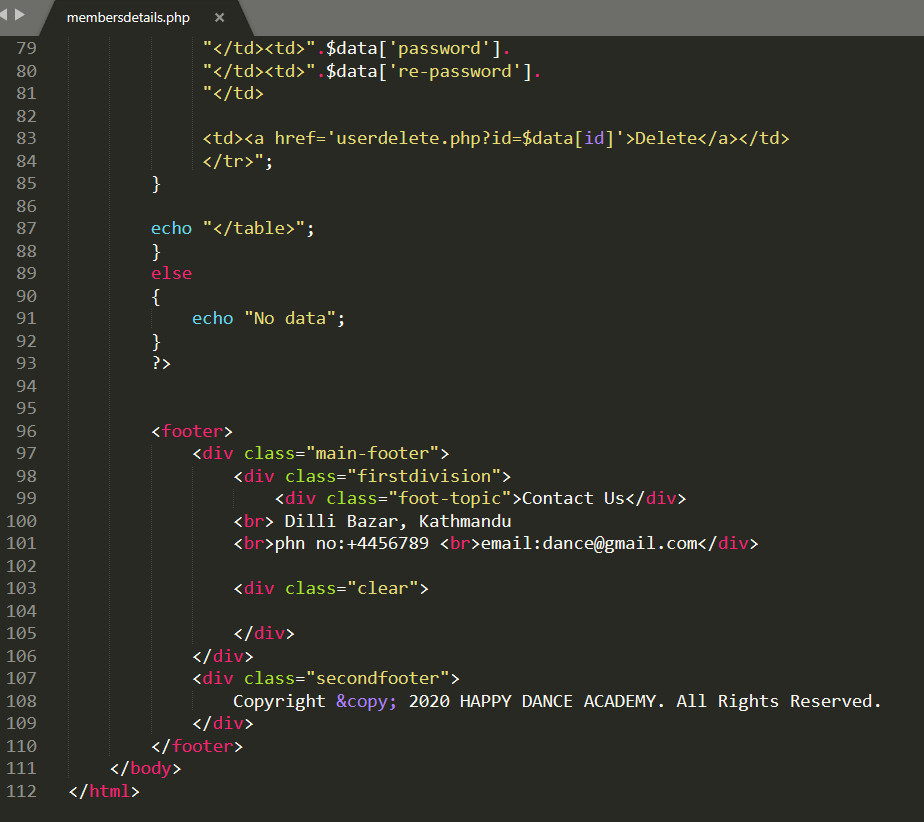 membersdetails.php ×
79 "</td><td>".$data['password'].
80 "</td><td>".$data['re-password'].
81 "</td>
82
83 <td><a href='userdelete.php?id=$data[id]'>Delete</a></td>
84 </tr>";
85 }
86
87 echo "</table>";
88 }
89 else
90 {
91 echo "No data";
92 }
93 ?>
94
95
96 <footer>
97 <div class="main-footer">
98 <div class="firstdivision">
99 <div class="foot-topic">Contact Us</div>
100 <br> Dilli Bazar, Kathmandu
101 <br>phn no:+4456789 <br>email:dance@gmail.com</div>
102
103 <div class="clear">
104
105 </div>
106 </div>
107 <div class="secondfooter">
108 Copyright &copy; 2020 HAPPY DANCE ACADEMY. All Rights Reserved.
109 </div>
110 </footer>
111 </body>
112 </html>